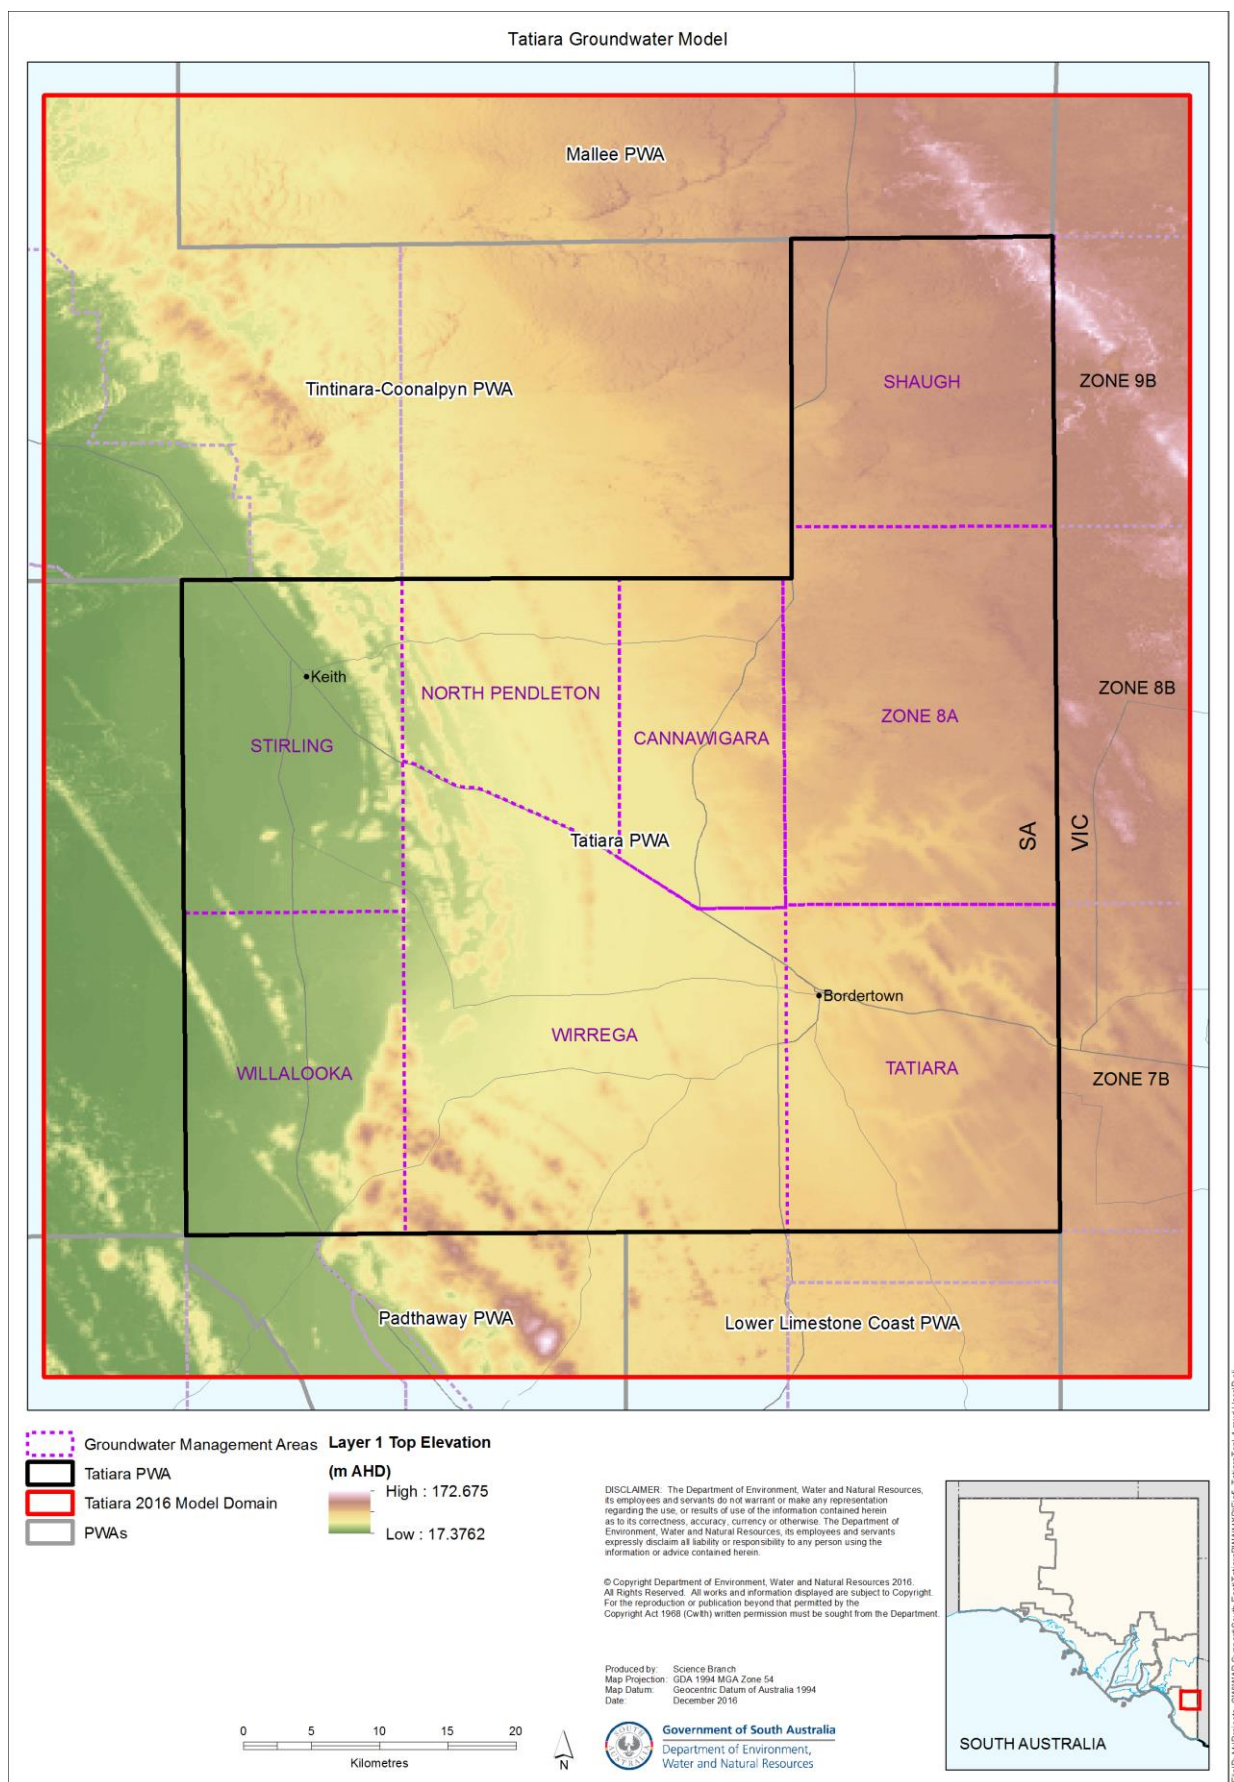 Tatiara Groundwater Model
Mallee PWA
SHAUGH
ZONE 9B
Tintinara-Coonalpyn PWA
Keith
NORTH PENDLETON
ZONE 8B
STIRLING
CANNAWIGARA
ZONE 8A
Tatiara PWA
SA
VIC
Bordertown
WIRREGA
WILLALOOKA
TATIARA
ZONE 7B
Padthaway PWA
Lower Limestone Coast PWA
Groundwater Management Areas
Tatiara PWA
Tatiara 2016 Model Domain
PWAs
Layer 1 Top Elevation
(m AHD)
High : 172.675
Low : 17.3762
DISCLAIMER: The Department of Environment, Water and Natural Resources,
its employees and servants do not warrant or make any representation
regarding the use, or results of use of the information contained herein
as to its correctness, accuracy, currency or otherwise. The Department of
Environment, Water and Natural Resources, its employees and servants
expressly disclaim all liability or responsibility to any person using the
information or advice contained herein.
© Copyright Department of Environment, Water and Natural Resources 2016.
All Rights Reserved. All works and information displayed are subject to Copyright.
For the reproduction or publication beyond that permitted by the
Copyright Act 1968 (Cwlth) written permission must be sought from the Department.
Produced by: Science Branch
Map Projection: GDA 1994 MGA Zone 54
Map Datum: Geocentric Datum of Australia 1994
Date: December 2016
0 5 10 15 20
Kilometres
N
SOUTH AUSTRALIA
Government of South Australia
Department of Environment,
Water and Natural Resources
SOUTH AUSTRALIA